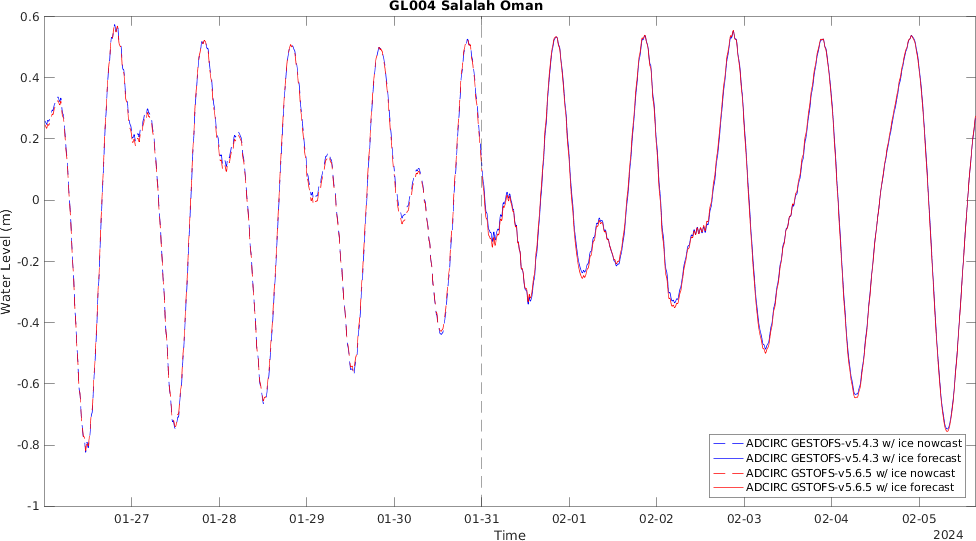 GL004 Salalah Oman
0.6
0.4
0.2
0
-0.2
-0.4
-0.6
-0.8
-1
Water Level (m)
ADCIRC GESTOFS-v5.4.3 w/ ice nowcast
ADCIRC GESTOFS-v5.4.3 w/ ice forecast
ADCIRC GSTOFS-v5.6.5 w/ ice nowcast
ADCIRC GSTOFS-v5.6.5 w/ ice forecast
01-27 01-28 01-29 01-30 01-31 02-01 02-02 02-03 02-04 02-05
Time
2024